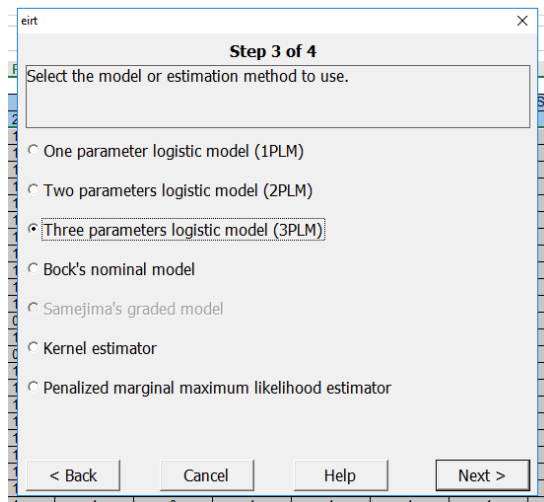 eirt
Step 3 of 4
Select the model or estimation method to use.
One parameter logistic model (1PLM)
Two parameters logistic model (2PLM)
Three parameters logistic model (3PLM)
Bock's nominal model
Samejima's graded model
Kernel estimator
Penalized marginal maximum likelihood estimator
< Back Cancel Help Next >